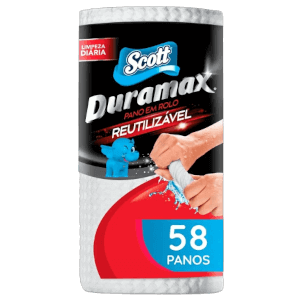 LIMPEZA
DIÁRIA
Scott
Duramax
PANO EM ROLO
REUTILIZÁVEL
58
PANOS